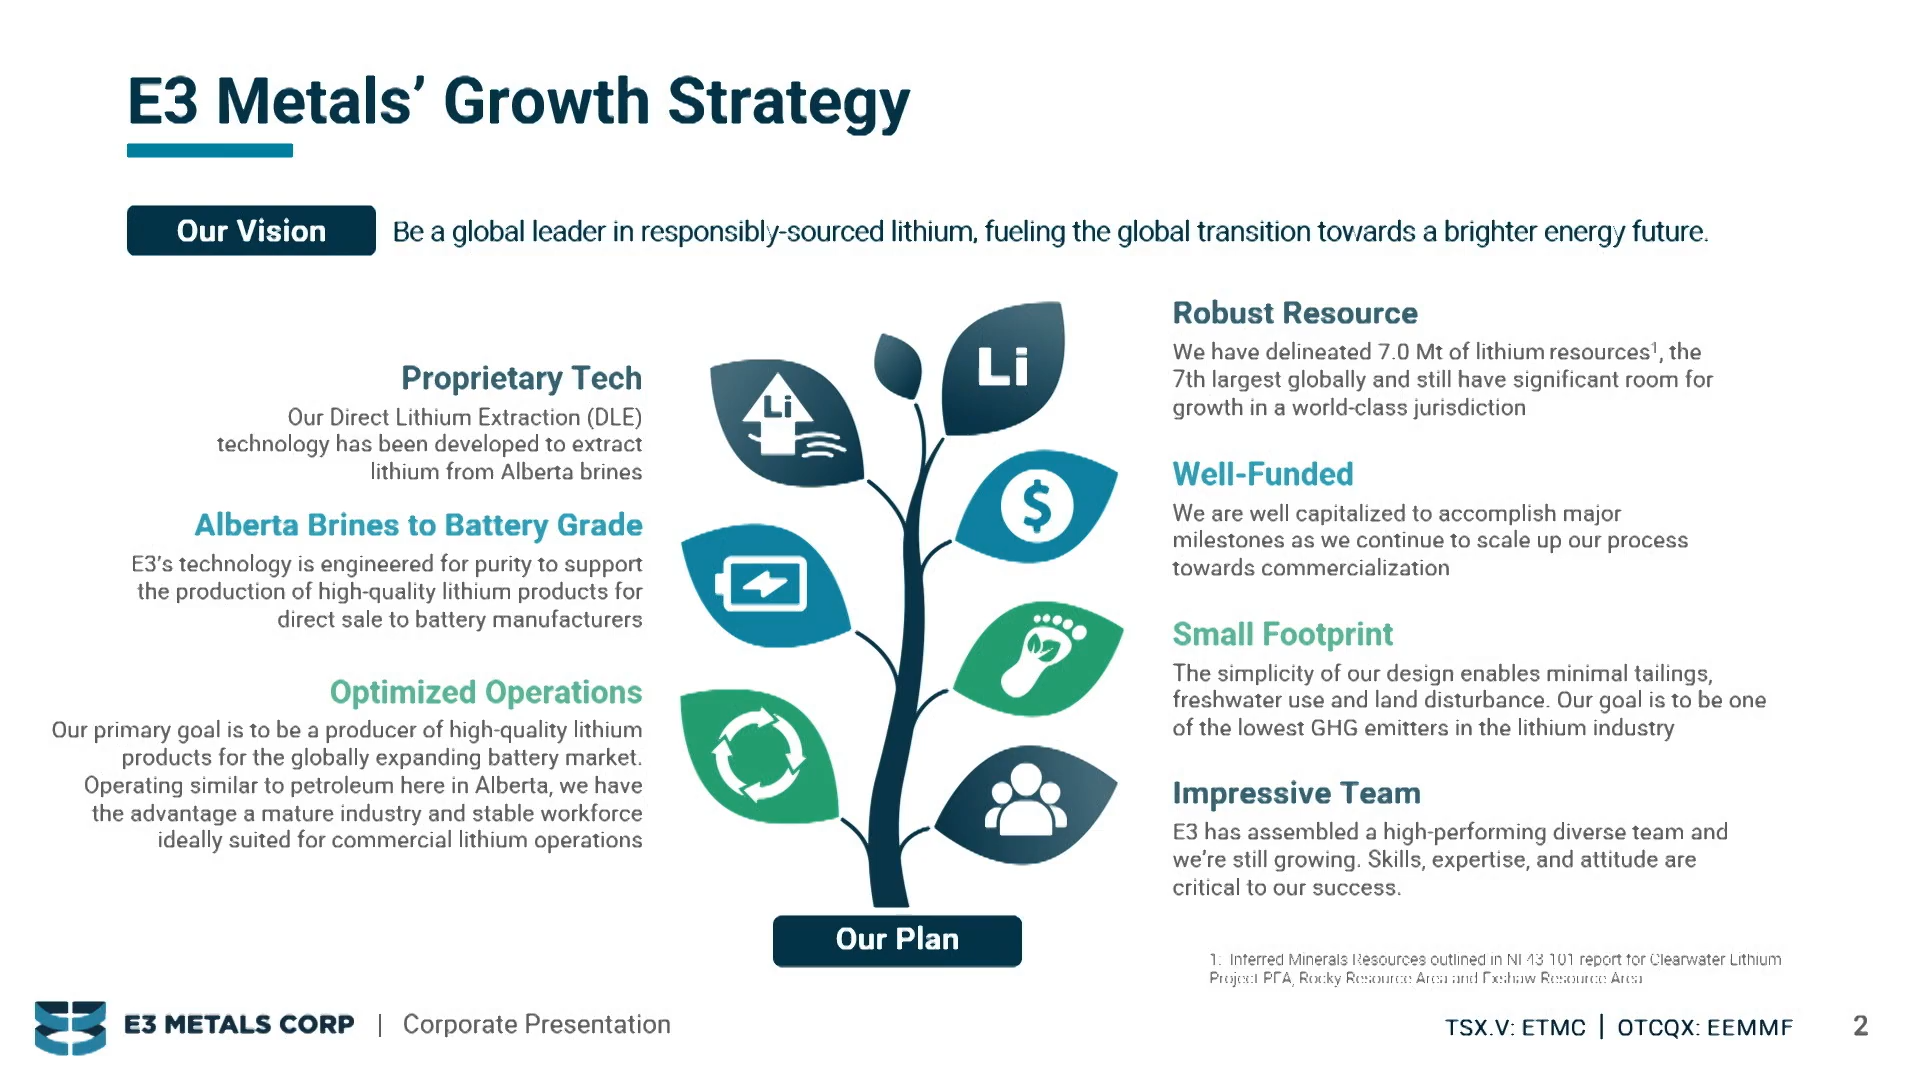 E3 Metals’ Growth Strategy
Our Vision
Be a global leader in responsibly-sourced lithium, fueling the global transition towards a brighter energy future.
Proprietary Tech
Our Direct Lithium Extraction (DLE)
technology has been developed to extract
lithium from Alberta brines
Alberta Brines to Battery Grade
E3’s technology is engineered for purity to support
the production of high-quality lithium products for
direct sale to battery manufacturers
Optimized Operations
Our primary goal is to be a producer of high-quality lithium
products for the globally expanding battery market.
Operating similar to petroleum here in Alberta, we have
the advantage a mature industry and stable workforce
ideally suited for commercial lithium operations
Li
Li
$
Our Plan
Robust Resource
We have delineated 7.0 Mt of lithium resources¹, the
7th largest globally and still have significant room for
growth in a world-class jurisdiction
Well-Funded
We are well capitalized to accomplish major
milestones as we continue to scale up our process
towards commercialization
Small Footprint
The simplicity of our design enables minimal tailings,
freshwater use and land disturbance. Our goal is to be one
of the lowest GHG emitters in the lithium industry
Impressive Team
E3 has assembled a high-performing diverse team and
we’re still growing. Skills, expertise, and attitude are
critical to our success.
1: Inferred Minerals Resources outlined in NI 43 101 report for Clearwater Lithium
Project PEA, Rocky Resource Area and Exshaw Resource Area
E3 METALS CORP | Corporate Presentation
TSX.V: ETMC | OTCQX: EEMMF
2